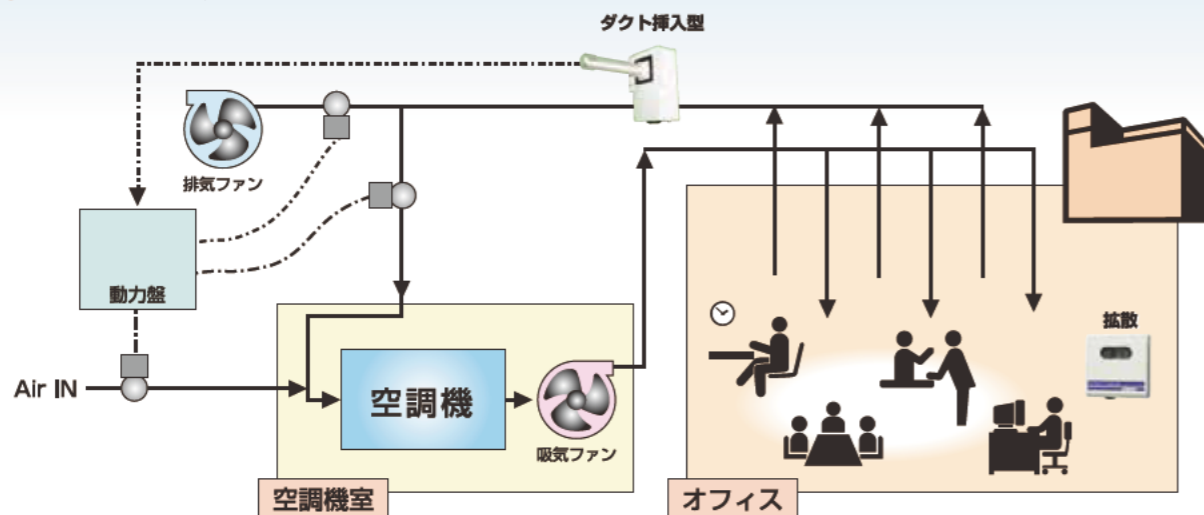 ダクト挿入型
排気ファン
動力盤
拡散
Air IN
空調機
吸気ファン
空調機室
オフィス